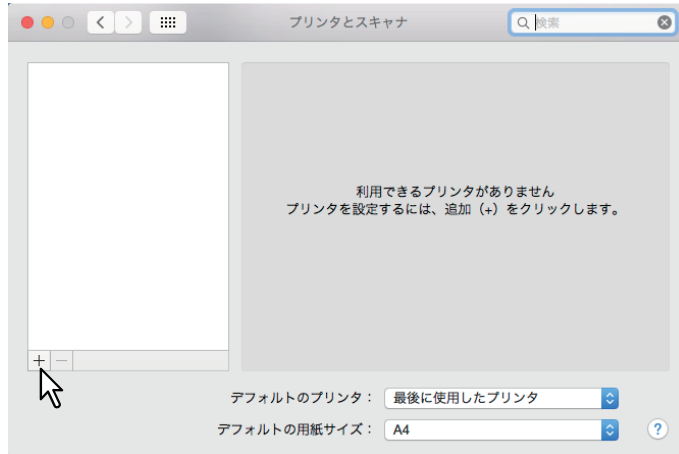 プリンタとスキャナ
検索
利用できるプリンタがありません
プリンタを設定するには、追加（+）をクリックします。
+ −
デフォルトのプリンタ： 最後に使用したプリンタ
デフォルトの用紙サイズ： A4
?